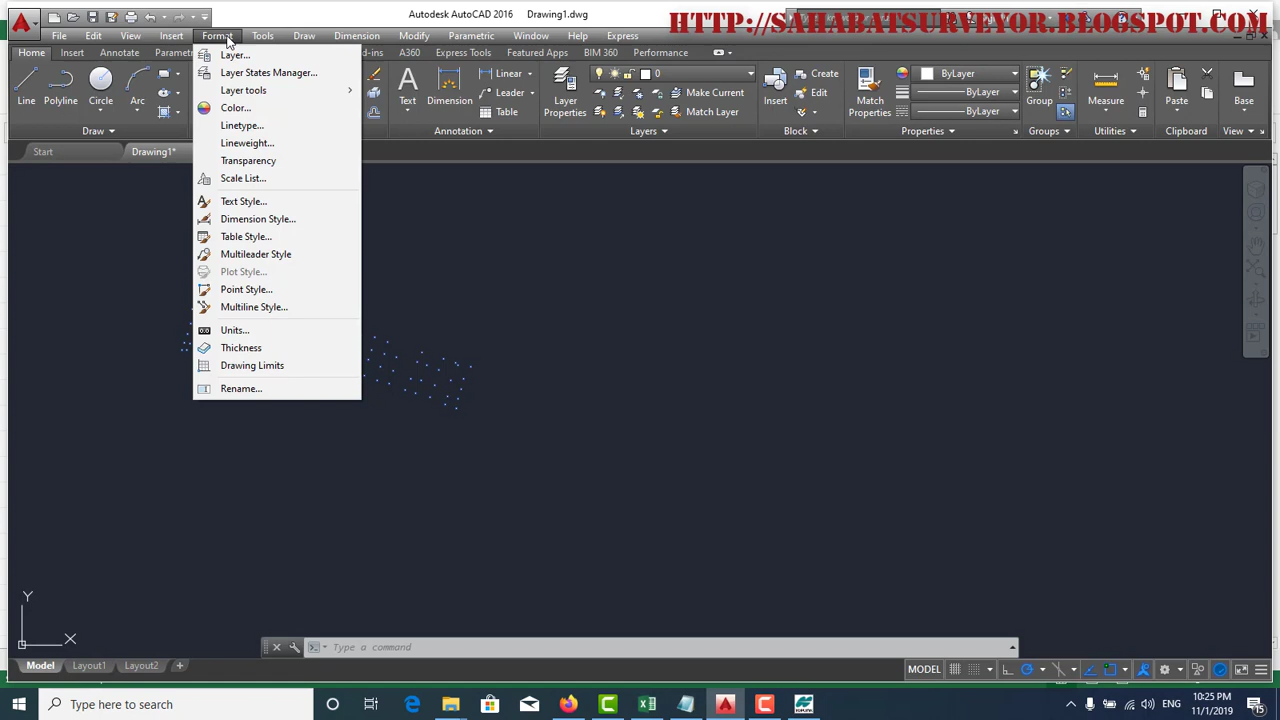 Autodesk AutoCAD 2016 Drawing1.dwg
HTTP://SAHABATSURVEYOR.BLOGSPOT.COM
File Edit View Insert Format Tools Draw Dimension Modify Parametric Window Help Express
Home Insert Annotate A360 Express Tools Featured Apps BIM 360 Performance
Line Polyline Circle Arc
Draw
Text Dimension
Linear
Leader
Table
Annotation
Layer
Properties
0
Make Current
Match Layer
Layers
Insert
Create
Edit
Block
Match
Properties
ByLayer
ByLayer
ByLayer
Properties
Group
Groups
Measure
Utilities
Paste
Clipboard
Base
View
Start Drawing1*
Layer...
Layer States Manager...
Layer tools
Color...
Linetype...
Lineweight...
Transparency
Scale List...
Text Style...
Dimension Style...
Table Style...
Multileader Style
Plot Style...
Point Style...
Multiline Style...
Units...
Thickness
Drawing Limits
Rename...
Y
X
Type a command
Model Layout1 Layout2 +
MODEL
Type here to search
ENG
10:25 PM
11/1/2019
15